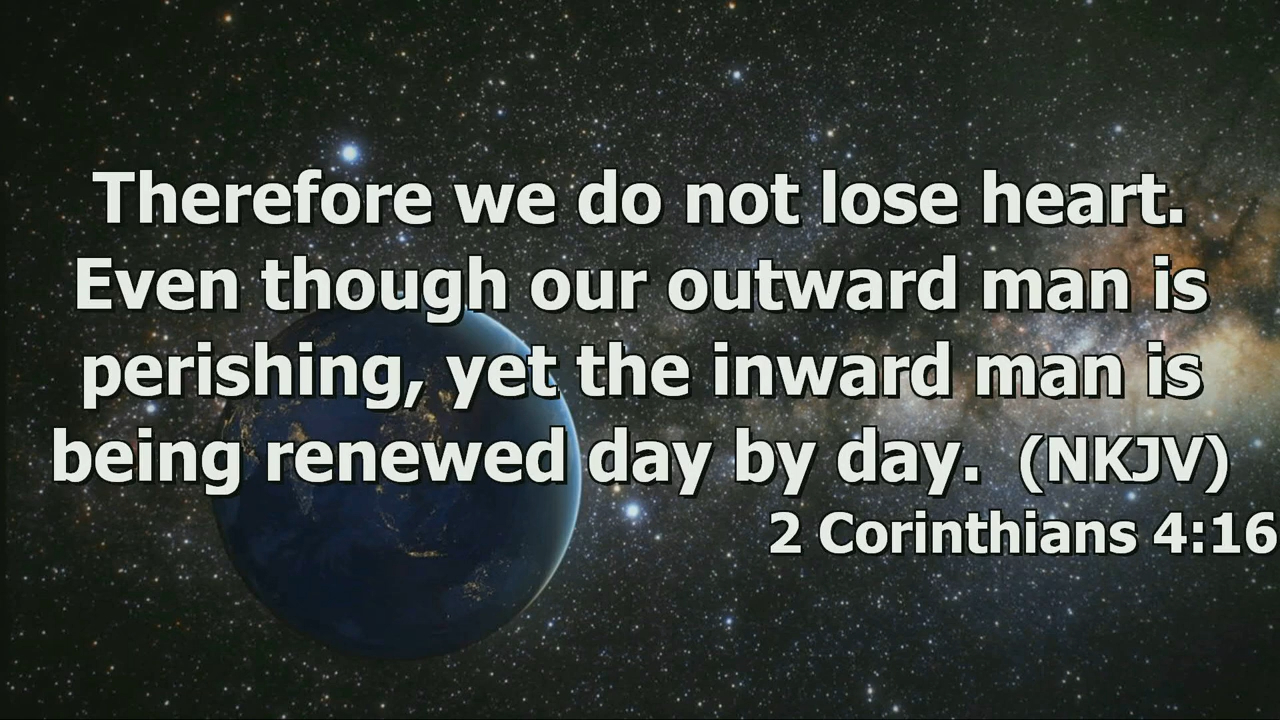 Therefore we do not lose heart.
Even though our outward man is
perishing, yet the inward man is
being renewed day by day. (NKJV)
2 Corinthians 4:16